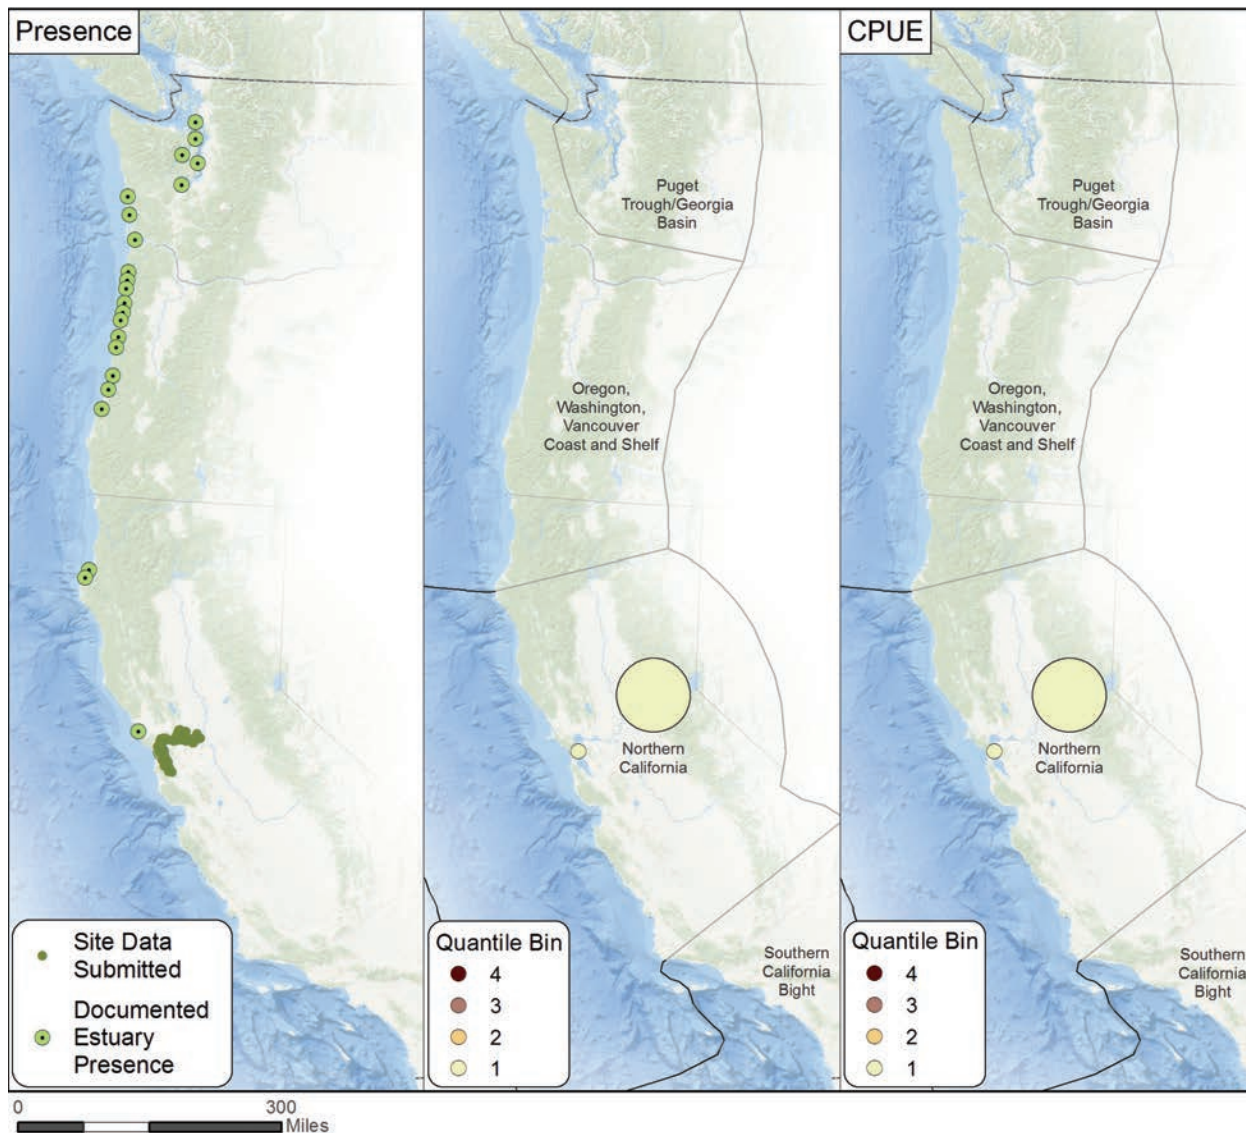 Presence
Site Data
Submitted
Documented
Estuary
Presence
0
300
Miles
Puget
Trough/Georgia
Basin
Oregon,
Washington,
Vancouver
Coast and Shelf
Northern
California
Southern
California
Bight
Quantile Bin
4
3
2
1
CPUE
Puget
Trough/Georgia
Basin
Oregon,
Washington,
Vancouver
Coast and Shelf
Northern
California
Southern
California
Bight
Quantile Bin
4
3
2
1